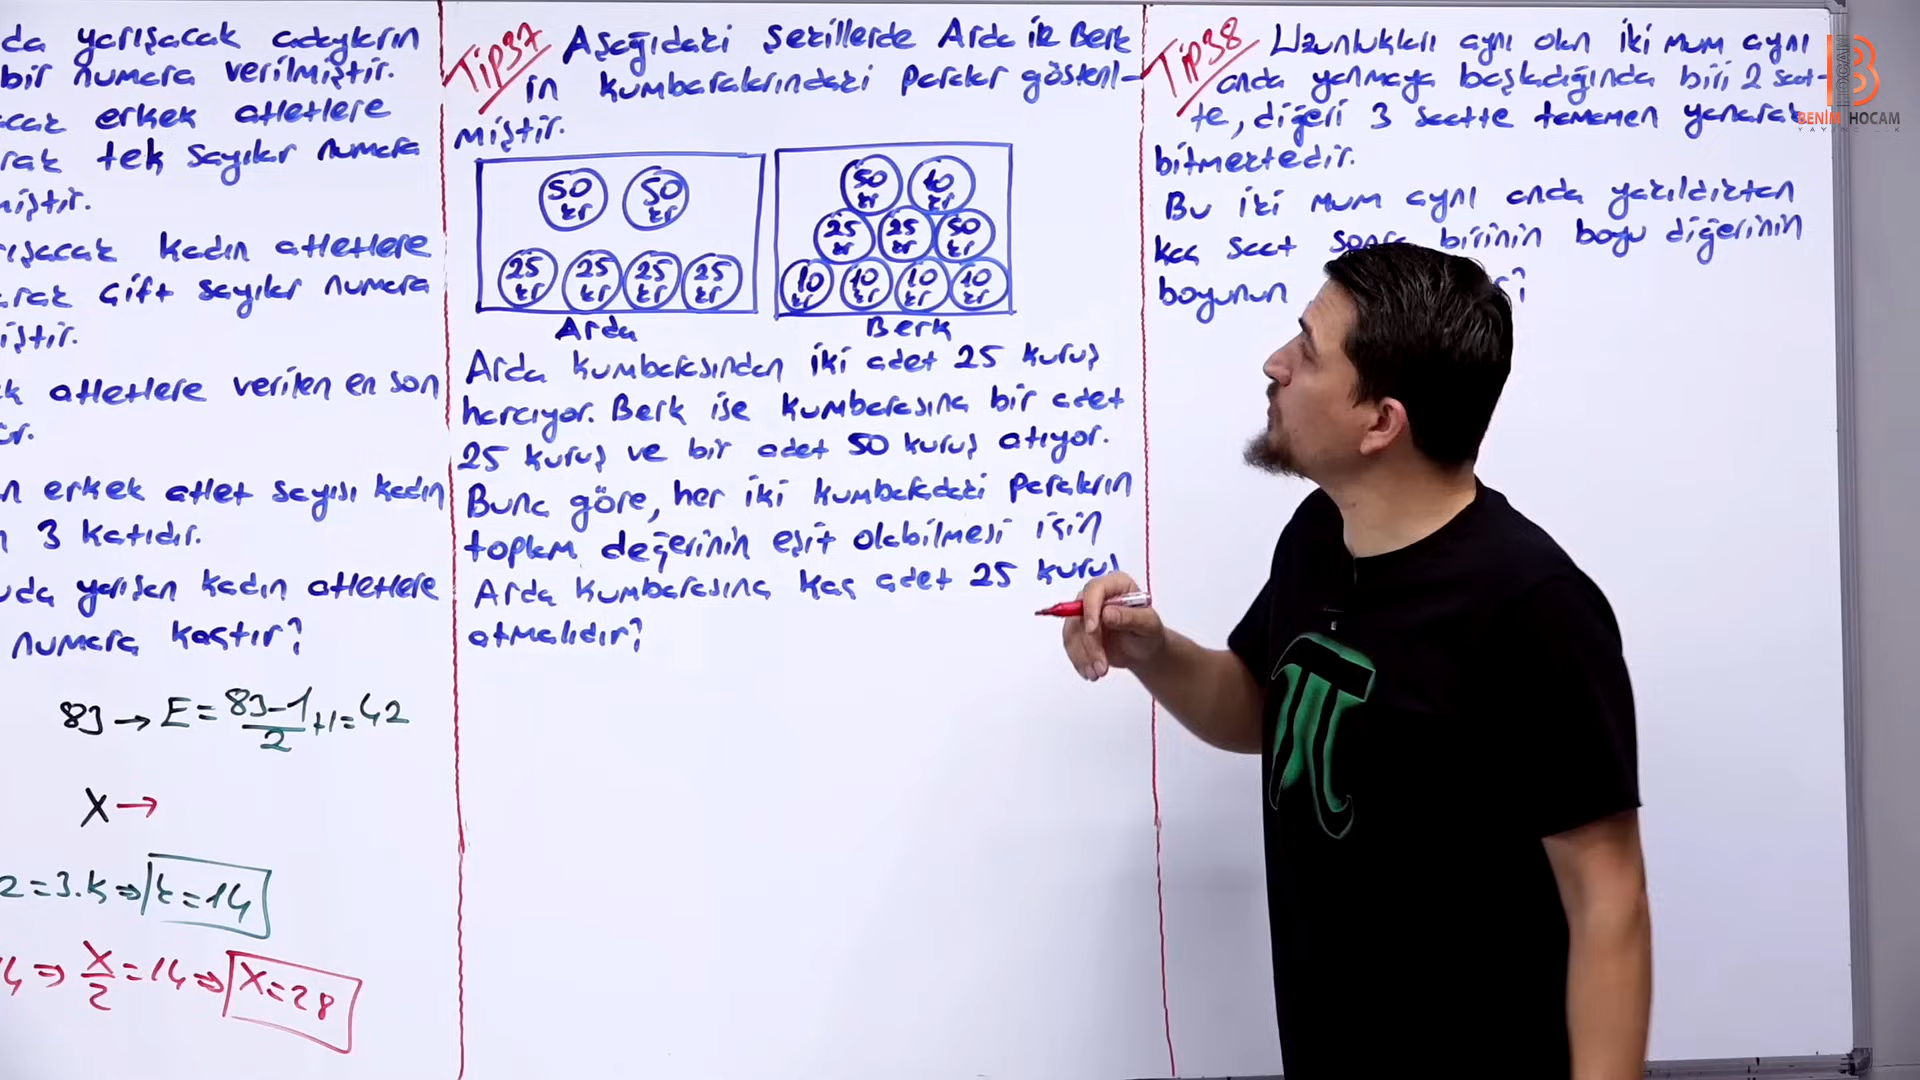 da yarışacak
bir numara verilmiştir.
erkek atletlere
tek sayılar numara
miştir.
kadın atletlere
çift sayılar numara
iştir.
atletlere verilen en son
erkek atlet sayısı kadın
3 katıdır.
yarışan kadın atletlere
numara kaçtır?
83 → E = 83-1/2 +1 = 42
X →
2 = 3.k ⇒ k = 14
4 ⇒ X/2 = 14 ⇒ X = 28
Tip37 Aşağıdaki şekillerde Arda ile Berk
in kumbaralarındaki paralar gösteril-
miştir.
50 kr 50 kr
25 kr 25 kr 25 kr 25 kr
Arda
50 kr 10 kr
25 kr 25 kr 50 kr
10 kr 10 kr 10 kr 10 kr
Berk
Arda kumbarasından iki adet 25 kuruş
harcıyor. Berk ise kumbarasına bir adet
25 kuruş ve bir adet 50 kuruş atıyor.
Buna göre, her iki kumbaradaki paraların
toplam değerinin eşit olabilmesi için
Arda kumbarasına kaç adet 25 kuruş
atmalıdır?
Tip38 Uzunlukları aynı olan iki mum aynı
anda yanmaya başladığında biri 2 saat-
te, diğeri 3 saatte tamamen yanarak
bitmektedir.
Bu iki mum aynı anda yakıldıktan
kaç saat sonra birinin boyu diğerinin
boyunun
B
HOCAM
BENİM HOCAM
YAYINCILIK